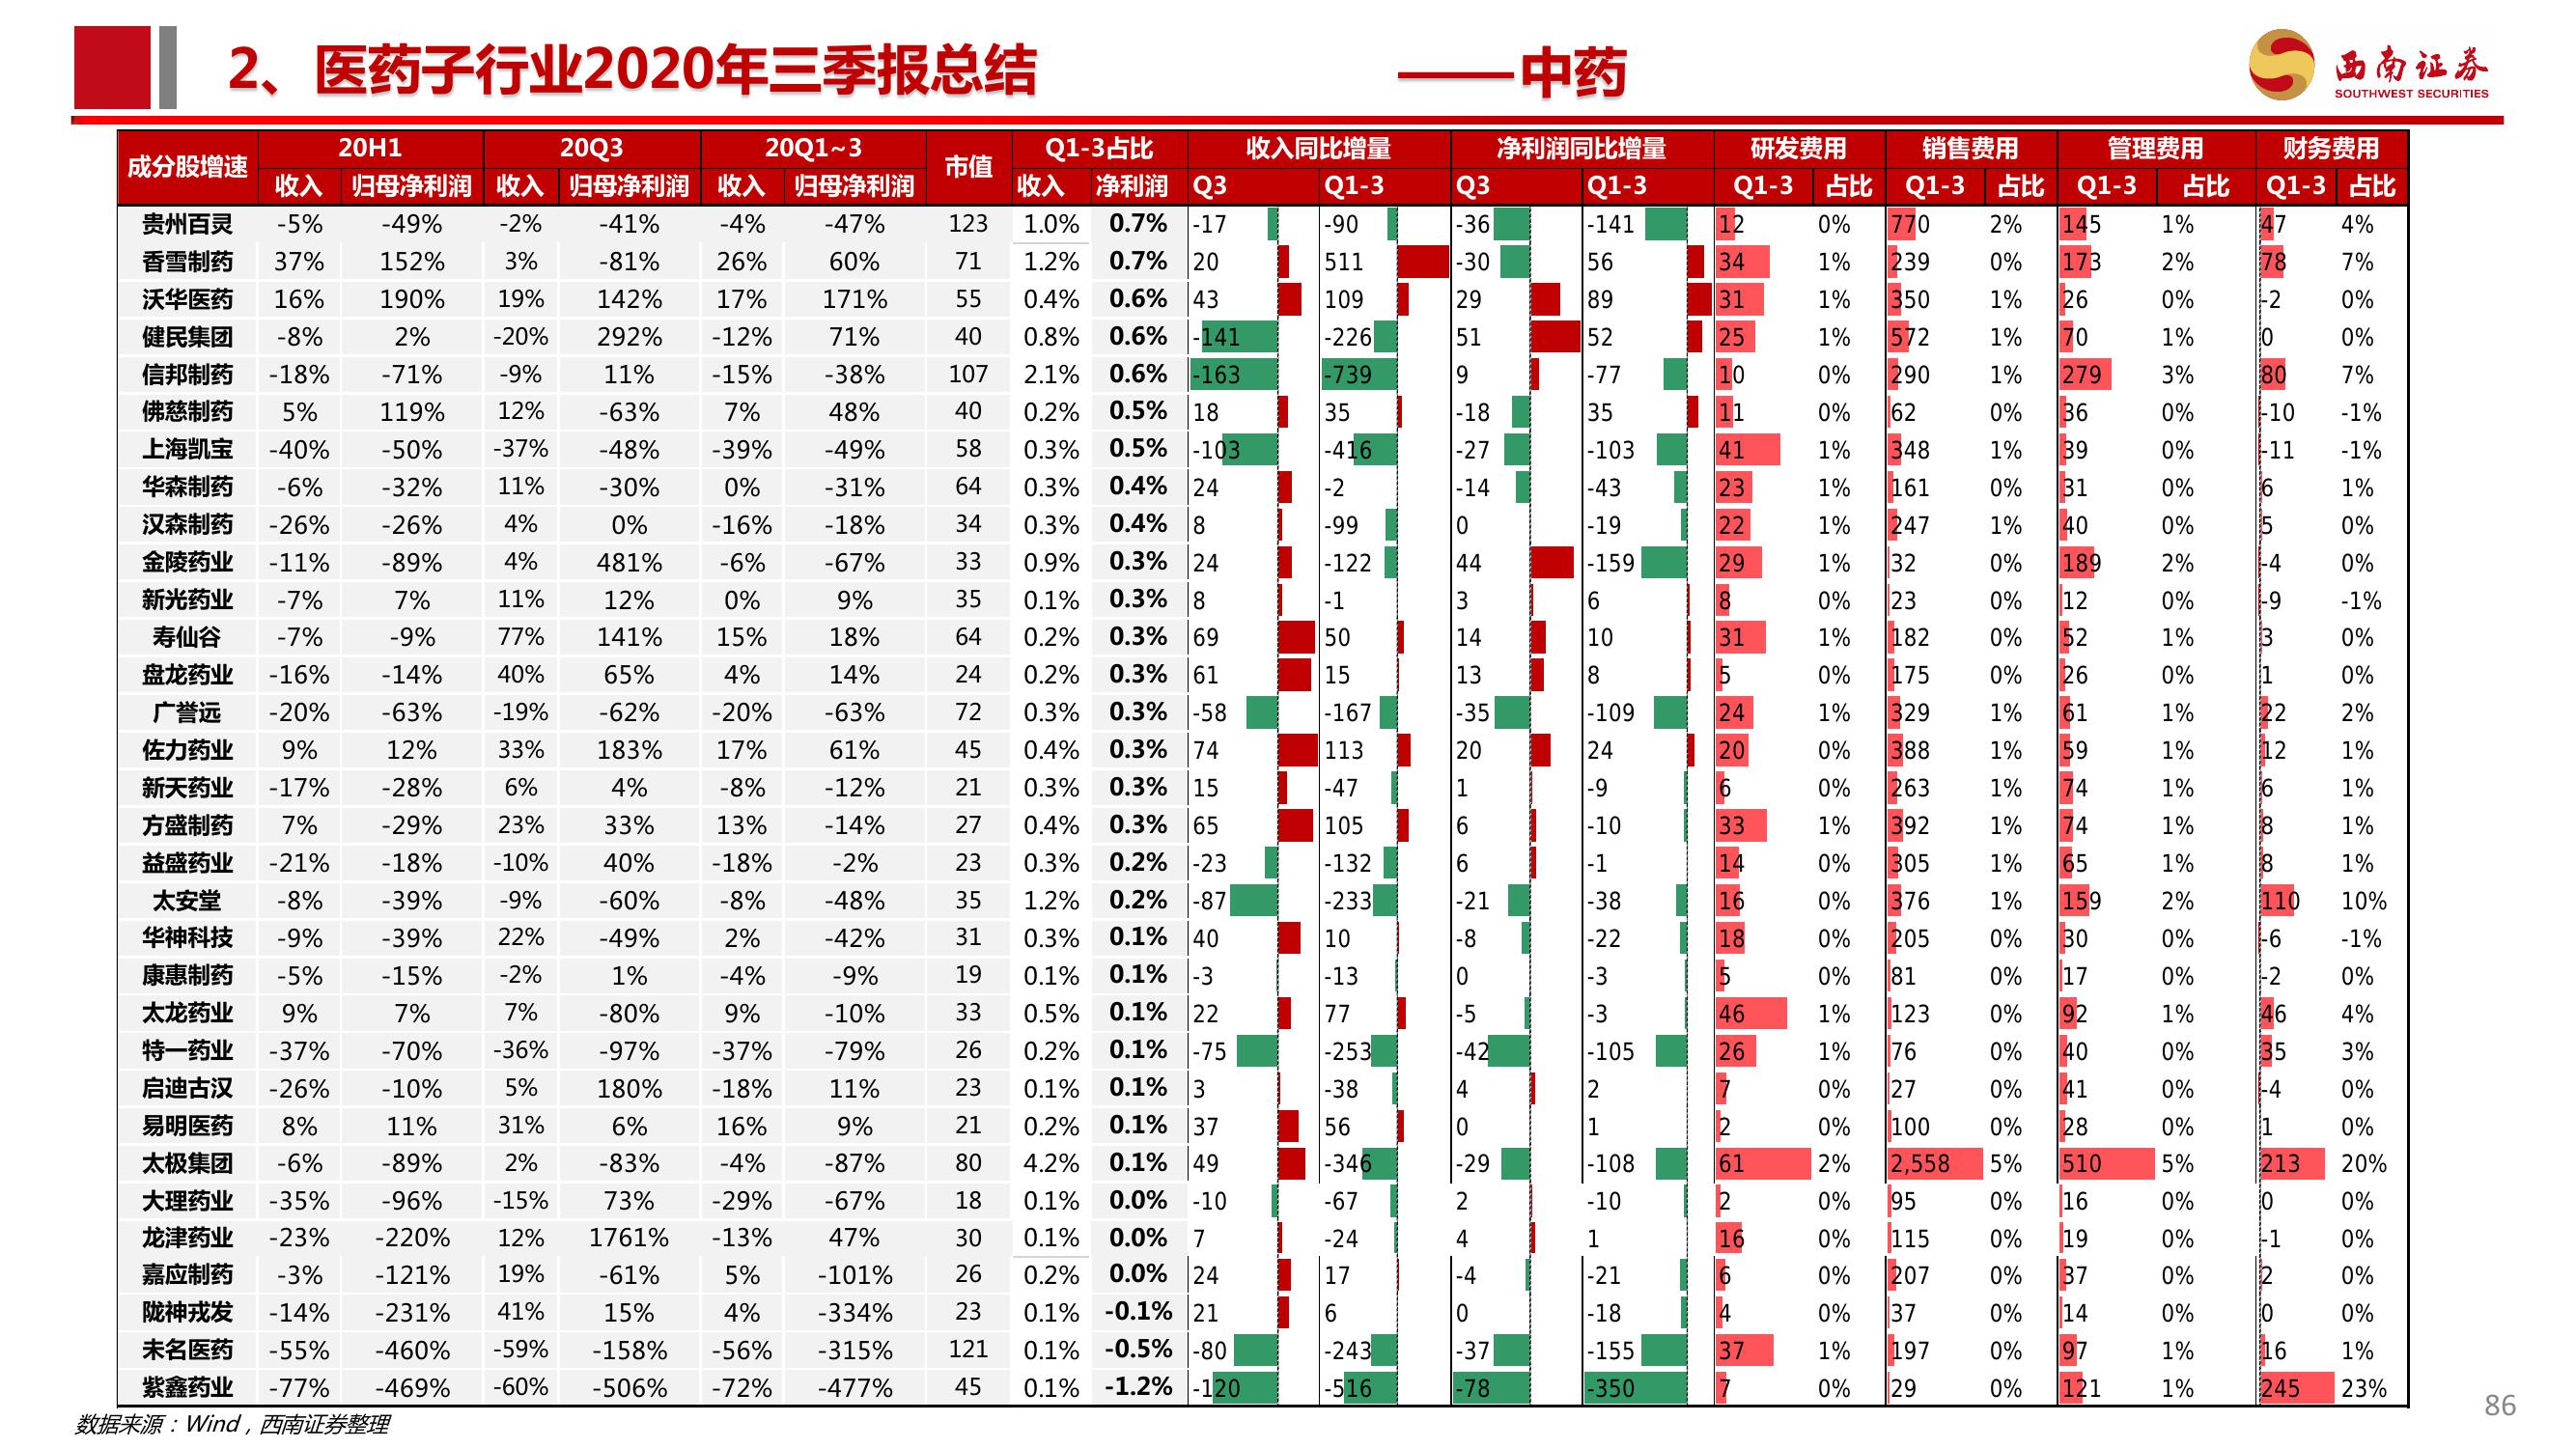 2、医药子行业2020年三季报总结 ——中药
西南证券
SOUTHWEST SECURITIES
成分股增速 20H1 20Q3 20Q1~3 市值 Q1-3占比 收入同比增量 净利润同比增量 研发费用 销售费用 管理费用 财务费用
收入 归母净利润 收入 归母净利润 收入 归母净利润 收入 净利润 Q3 Q1-3 Q3 Q1-3 Q1-3 占比 Q1-3 占比 Q1-3 占比 Q1-3 占比
贵州百灵 -5% -49% -2% -41% -4% -47% 123 1.0% 0.7% -17 -90 -36 -141 12 0% 770 2% 145 1% 47 4%
香雪制药 37% 152% 3% -81% 26% 60% 71 1.2% 0.7% 20 511 -30 56 34 1% 239 0% 173 2% 78 7%
沃华医药 16% 190% 19% 142% 17% 171% 55 0.4% 0.6% 43 109 29 89 31 1% 350 1% 26 0% -2 0%
健民集团 -8% 2% -20% 292% -12% 71% 40 0.8% 0.6% -141 -226 51 52 25 1% 572 1% 70 1% 0 0%
信邦制药 -18% -71% -9% 11% -15% -38% 107 2.1% 0.6% -163 -739 9 -77 10 0% 290 1% 279 3% 80 7%
佛慈制药 5% 119% 12% -63% 7% 48% 40 0.2% 0.5% 18 35 -18 35 11 0% 62 0% 36 0% -10 -1%
上海凯宝 -40% -50% -37% -48% -39% -49% 58 0.3% 0.5% -103 -416 -27 -103 41 1% 348 1% 39 0% -11 -1%
华森制药 -6% -32% 11% -30% 0% -31% 64 0.3% 0.4% 24 -2 -14 -43 23 1% 161 0% 31 0% 6 1%
汉森制药 -26% -26% 4% 0% -16% -18% 34 0.3% 0.4% 8 -99 0 -19 22 1% 247 1% 40 0% 5 0%
金陵药业 -11% -89% 4% 481% -6% -67% 33 0.9% 0.3% 24 -122 44 -159 29 1% 32 0% 189 2% -4 0%
新光药业 -7% 7% 11% 12% 0% 9% 35 0.1% 0.3% 8 -1 3 6 8 0% 23 0% 12 0% -9 -1%
寿仙谷 -7% -9% 77% 141% 15% 18% 64 0.2% 0.3% 69 50 14 10 31 1% 182 0% 52 1% 3 0%
盘龙药业 -16% -14% 40% 65% 4% 14% 24 0.2% 0.3% 61 15 13 8 5 0% 175 0% 26 0% 1 0%
广誉远 -20% -63% -19% -62% -20% -63% 72 0.3% 0.3% -58 -167 -35 -109 24 1% 329 1% 61 1% 22 2%
佐力药业 9% 12% 33% 183% 17% 61% 45 0.4% 0.3% 74 113 20 24 20 0% 388 1% 59 1% 12 1%
新天药业 -17% -28% 6% 4% -8% -12% 21 0.3% 0.3% 15 -47 1 -9 6 0% 263 1% 74 1% 6 1%
方盛制药 7% -29% 23% 33% 13% -14% 27 0.4% 0.3% 65 105 6 -10 33 1% 392 1% 74 1% 8 1%
益盛药业 -21% -18% -10% 40% -18% -2% 23 0.3% 0.2% -23 -132 6 -1 14 0% 305 1% 65 1% 8 1%
太安堂 -8% -39% -9% -60% -8% -48% 35 1.2% 0.2% -87 -233 -21 -38 16 0% 376 1% 159 2% 110 10%
华神科技 -9% -39% 22% -49% 2% -42% 31 0.3% 0.1% 40 10 -8 -22 18 0% 205 0% 30 0% -6 -1%
康惠制药 -5% -15% -2% 1% -4% -9% 19 0.1% 0.1% -3 -13 0 -3 5 0% 81 0% 17 0% -2 0%
太龙药业 9% 7% 7% -80% 9% -10% 33 0.5% 0.1% 22 77 -5 -3 46 1% 123 0% 92 1% 46 4%
特一药业 -37% -70% -36% -97% -37% -79% 26 0.2% 0.1% -75 -253 -42 -105 26 1% 76 0% 40 0% 35 3%
启迪古汉 -26% -10% 5% 180% -18% 11% 23 0.1% 0.1% 3 -38 4 2 7 0% 27 0% 41 0% -4 0%
易明医药 8% 11% 31% 6% 16% 9% 21 0.2% 0.1% 37 56 0 1 2 0% 100 0% 28 0% 1 0%
太极集团 -6% -89% 2% -83% -4% -87% 80 4.2% 0.1% 49 -346 -29 -108 61 2% 2,558 5% 510 5% 213 20%
大理药业 -35% -96% -15% 73% -29% -67% 18 0.1% 0.0% -10 -67 2 -10 2 0% 95 0% 16 0% 0 0%
龙津药业 -23% -220% 12% 1761% -13% 47% 30 0.1% 0.0% 7 -24 4 1 16 0% 115 0% 19 0% -1 0%
嘉应制药 -3% -121% 19% -61% 5% -101% 26 0.2% 0.0% 24 17 -4 -21 6 0% 207 0% 37 0% 2 0%
陇神戎发 -14% -231% 41% 15% 4% -334% 23 0.1% -0.1% 21 6 0 -18 4 0% 37 0% 14 0% 0 0%
未名医药 -55% -460% -59% -158% -56% -315% 121 0.1% -0.5% -80 -243 -37 -155 37 1% 197 0% 97 1% 16 1%
紫鑫药业 -77% -469% -60% -506% -72% -477% 45 0.1% -1.2% -120 -516 -78 -350 7 0% 29 0% 121 1% 245 23%
数据来源：Wind，西南证券整理
86